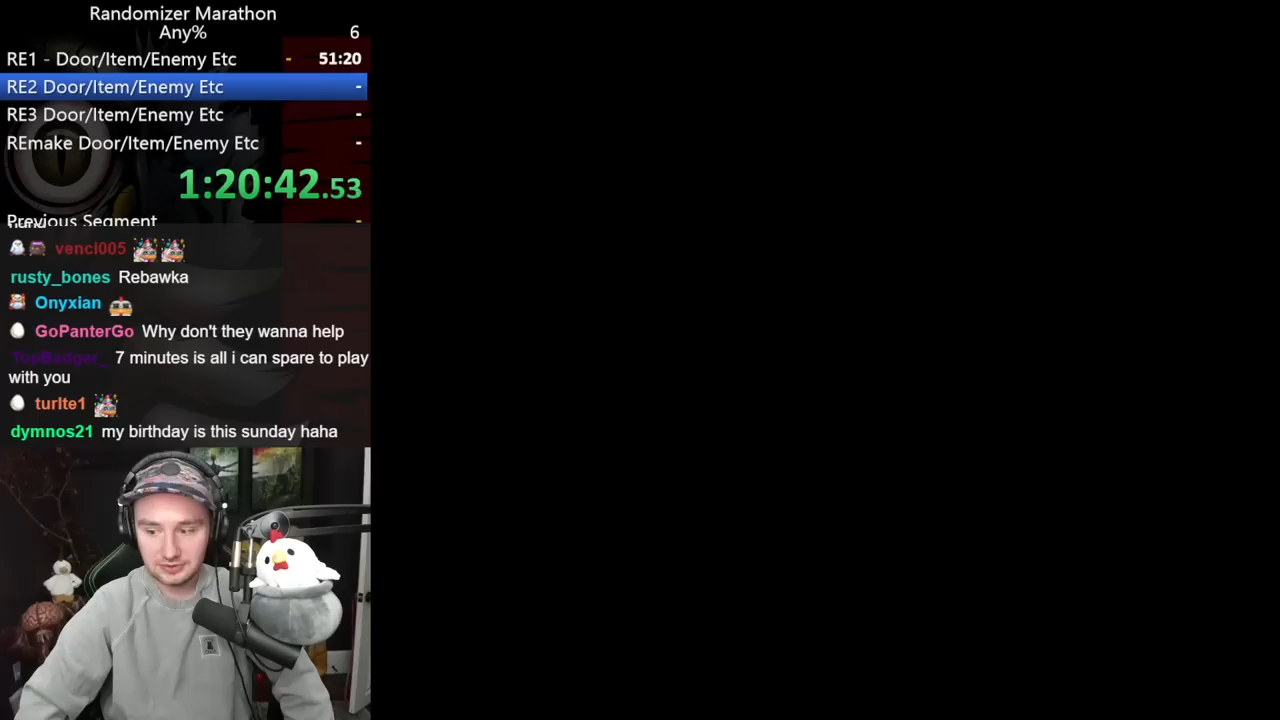 Randomizer Marathon
Any% 6
RE1 - Door/Item/Enemy Etc - 51:20
RE2 Door/Item/Enemy Etc -
RE3 Door/Item/Enemy Etc -
REmake Door/Item/Enemy Etc -
1:20:42.53
Previous Segment -
venci005
rusty_bones Rebawka
Onyxian
GoPanterGo Why don't they wanna help
TopBadger_ 7 minutes is all i can spare to play
with you
turlte1
dymnos21 my birthday is this sunday haha